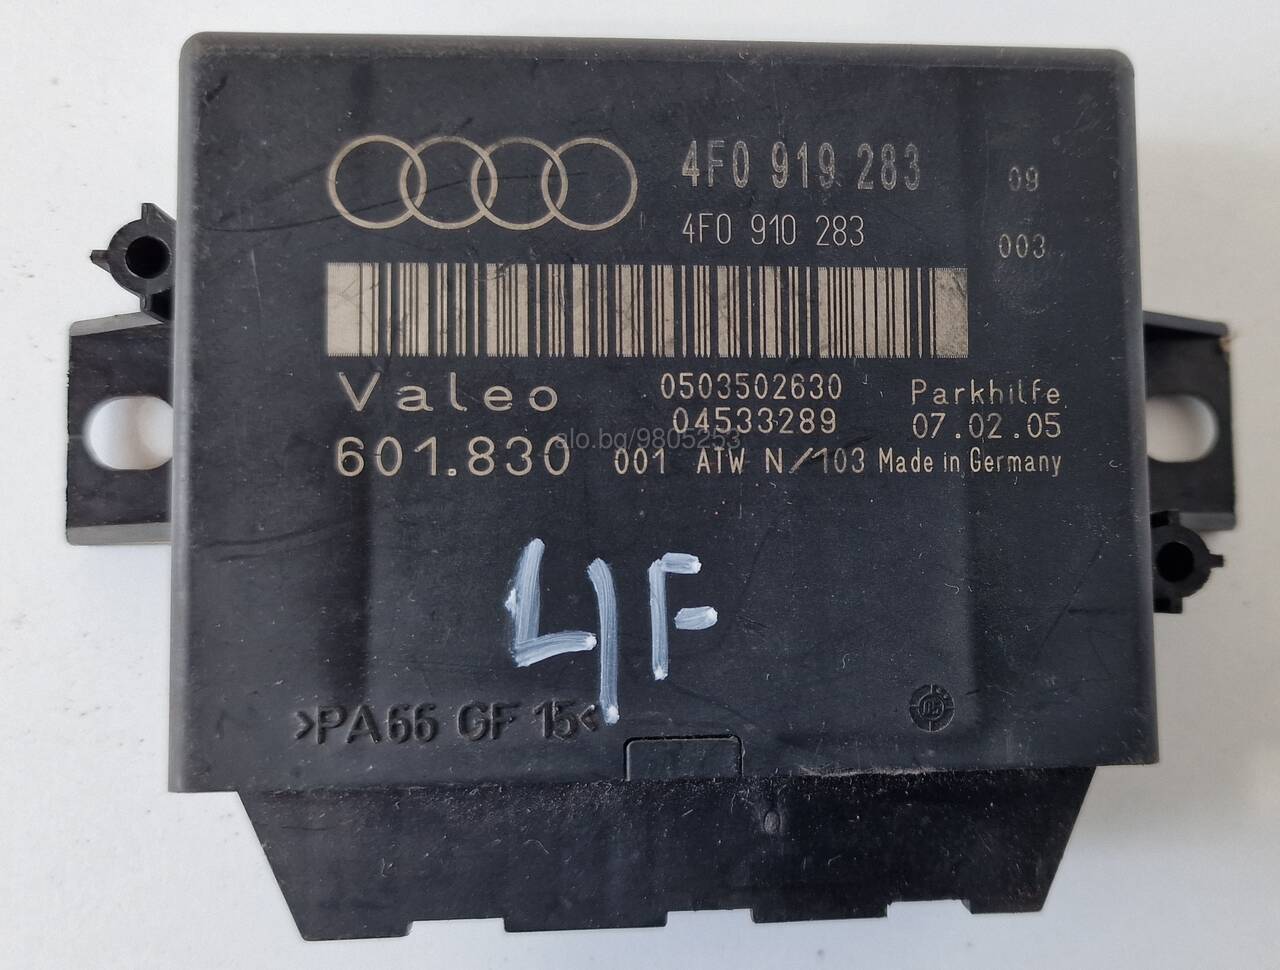 4F0 919 283 09
4F0 910 283 003
Valeo 0503502630 Parkhilfe
04533289 07.02.05
alo.bg/9805253
601.830 001 ATW N/103 Made in Germany
4F
>PA66 GF 15<